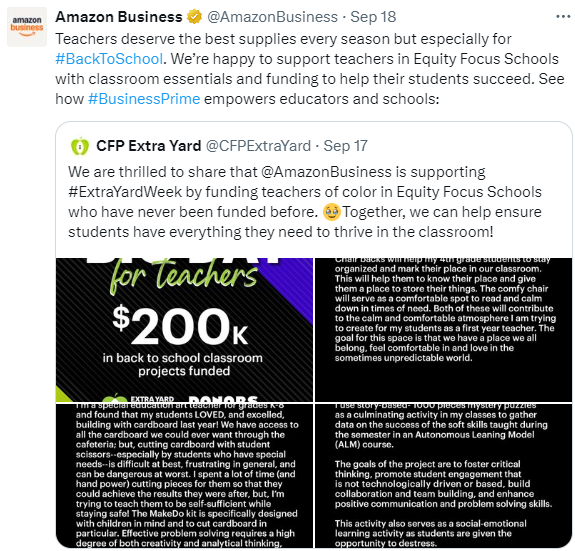 amazon
business
Amazon Business @AmazonBusiness · Sep 18
Teachers deserve the best supplies every season but especially for
#BackToSchool. We're happy to support teachers in Equity Focus Schools
with classroom essentials and funding to help their students succeed. See
how #BusinessPrime empowers educators and schools:
CFP Extra Yard @CFPExtraYard · Sep 17
We are thrilled to share that @AmazonBusiness is supporting
#ExtraYardWeek by funding teachers of color in Equity Focus Schools
who have never been funded before. 🥹Together, we can help ensure
students have everything they need to thrive in the classroom!
for teachers
$200K
in back to school classroom
projects funded
EXTRA YARD
DONORS
Chair backs will help my 4th grade students to stay
organized and mark their place in our classroom.
This will help them to know their place and give
them a place to store their things. The comfy chair
will serve as a comfortable spot to read and calm
down in times of need. Both of these will contribute
to the calm and comfortable atmosphere I am trying
to create for my students as a first year teacher. The
goal for this space is that we have a place we all
belong, feel comfortable in and love in the
sometimes unpredictable world.
I'm a special education art teacher for grades K-8
and found that my students LOVED, and excelled,
building with cardboard last year! We have access to
all the cardboard we could ever want through the
cafeteria; but, cutting cardboard with student
scissors--especially by students who have special
needs--is difficult at best, frustrating in general, and
can be dangerous at worst. I spent a lot of time (and
hand power) cutting pieces for them so that they
could achieve the results they were after, but, I'm
trying to teach them to be self-sufficient while
staying safe! The MakeDo kit is specifically designed
with children in mind and to cut cardboard in
particular. Effective problem solving requires a high
degree of both creativity and analytical thinking,
I use story-based- 1000 pieces mystery puzzles
as a culminating activity in my classes to gather
data on the success of the soft skills taught during
the semester in an Autonomous Leaning Model
(ALM) course.
The goals of the project are to foster critical
thinking, promote student engagement that
is not technologically driven or based, build
collaboration and team building, and enhance
positive communication and problem solving skills.
This activity also serves as a social-emotional
learning activity as students are given the
opportunity to destress.